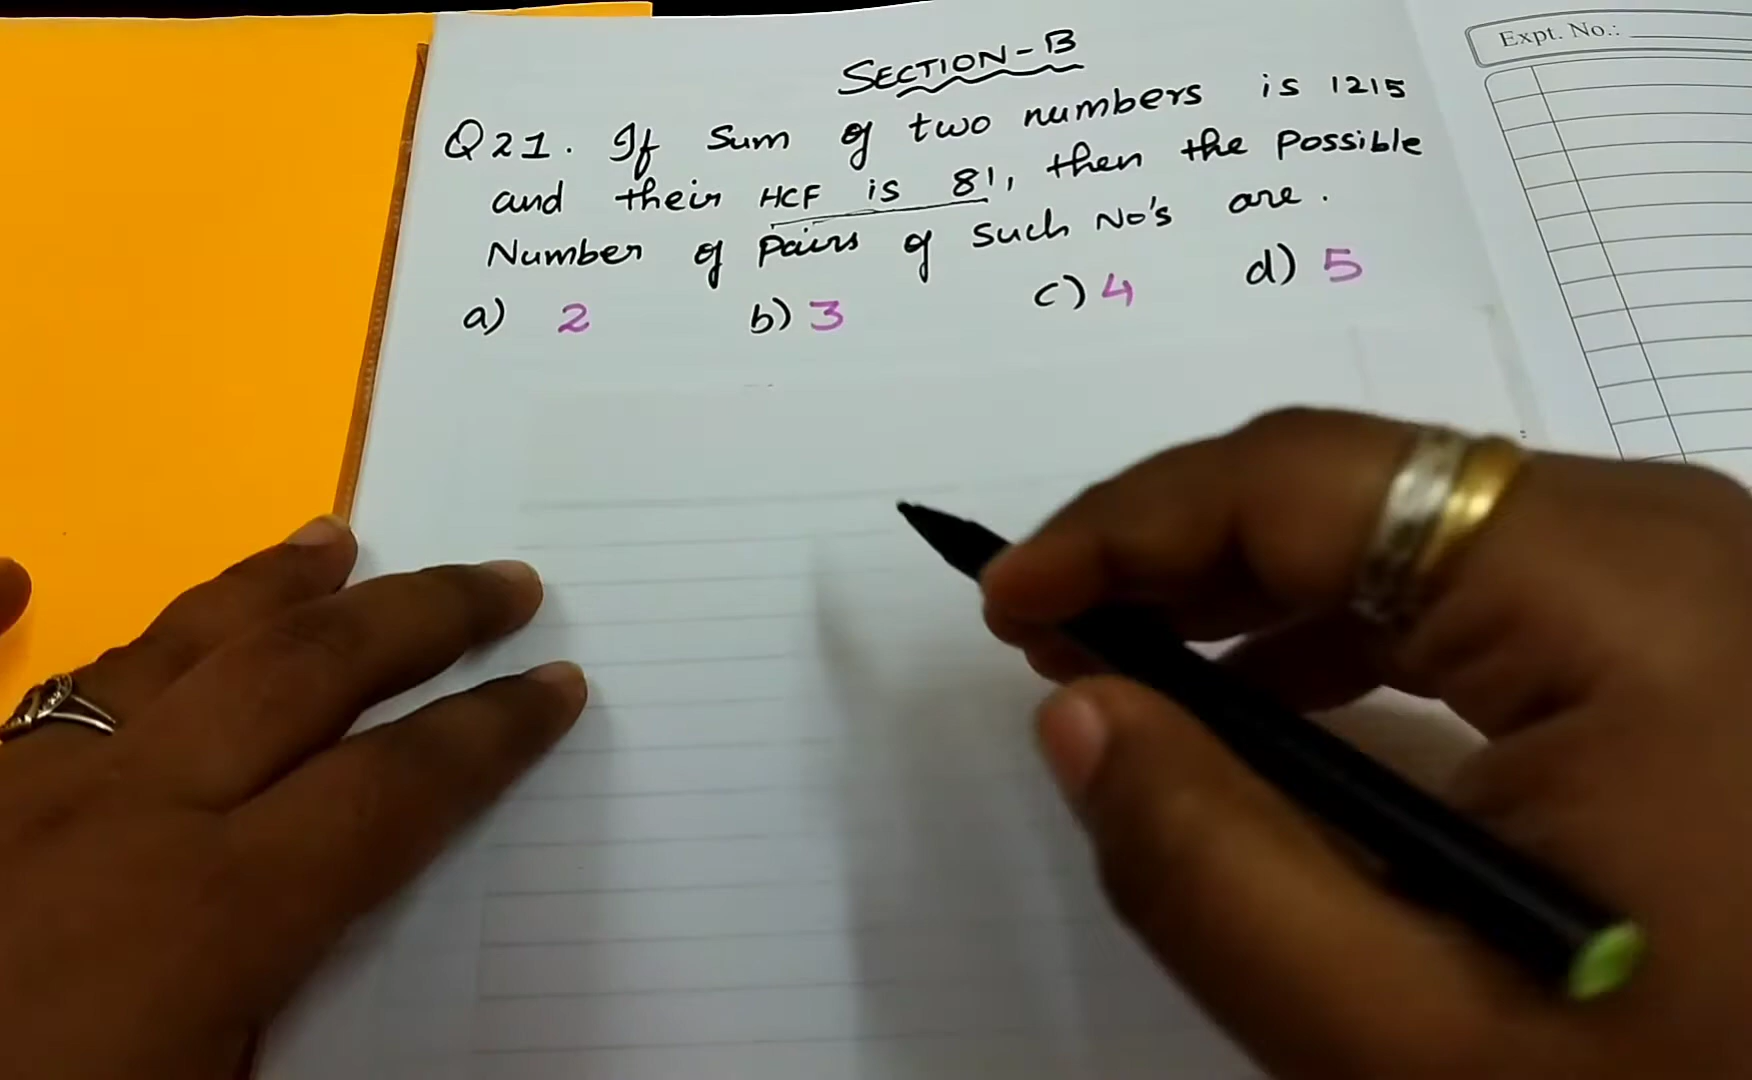 SECTION-B
Q21. If Sum of two numbers is 1215
and their HCF is 81, then the Possible
Number of Pairs of Such No's are.
a) 2 b) 3 c) 4 d) 5
Expt. No.: